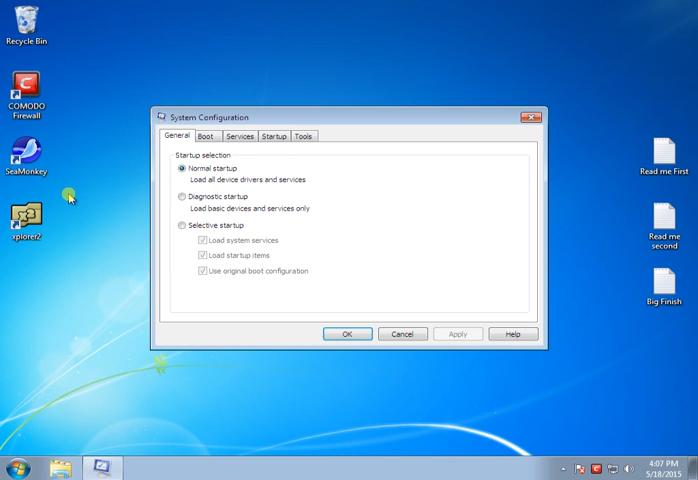 Recycle Bin
COMODO
Firewall
SeaMonkey
xplorer2
System Configuration
General
Boot
Services
Startup
Tools
Startup selection
Normal startup
Load all device drivers and services
Diagnostic startup
Load basic devices and services only
Selective startup
Load system services
Load startup items
Use original boot configuration
OK
Cancel
Apply
Help
Read me First
Read me
second
Big Finish
4:07 PM
5/18/2015